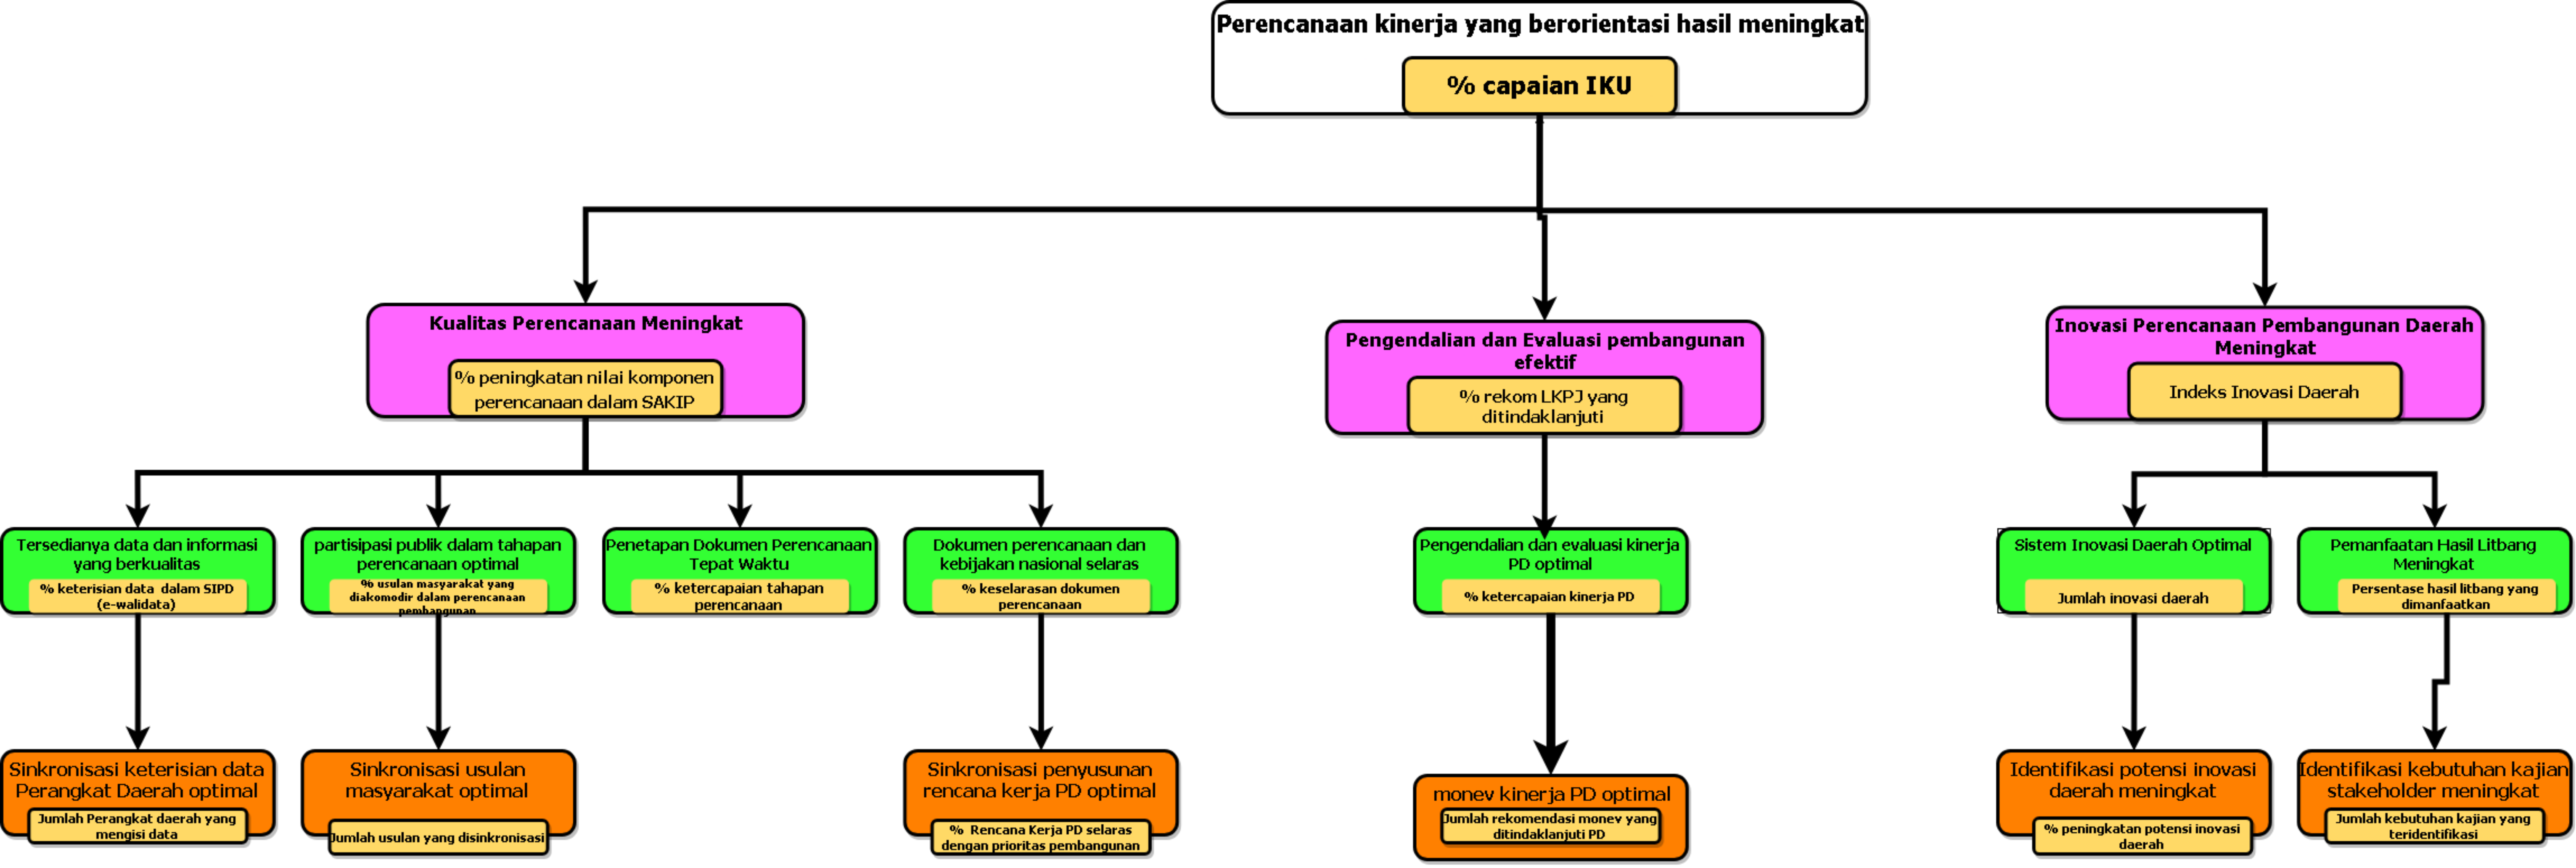 Perencanaan kinerja yang berorientasi hasil meningkat
% capaian IKU
Kualitas Perencanaan Meningkat
% peningkatan nilai komponen
perencanaan dalam SAKIP
Pengendalian dan Evaluasi pembangunan
efektif
% rekom LKPJ yang
ditindaklanjuti
Inovasi Perencanaan Pembangunan Daerah
Meningkat
Indeks Inovasi Daerah
Tersedianya data dan informasi
yang berkualitas
% keterisian data dalam SIPD
(e-walidata)
partisipasi publik dalam tahapan
perencanaan optimal
% usulan masyarakat yang
diakomodir dalam perencanaan
pembangunan
Penetapan Dokumen Perencanaan
Tepat Waktu
% ketercapaian tahapan
perencanaan
Dokumen perencanaan dan
kebijakan nasional selaras
% keselarasan dokumen
perencanaan
Pengendalian dan evaluasi kinerja
PD optimal
% ketercapaian kinerja PD
Sistem Inovasi Daerah Optimal
Jumlah inovasi daerah
Pemanfaatan Hasil Litbang
Meningkat
Persentase hasil litbang yang
dimanfaatkan
Sinkronisasi keterisian data
Perangkat Daerah optimal
Jumlah Perangkat daerah yang
mengisi data
Sinkronisasi usulan
masyarakat optimal
Jumlah usulan yang disinkronisasi
Sinkronisasi penyusunan
rencana kerja PD optimal
% Rencana Kerja PD selaras
dengan prioritas pembangunan
monev kinerja PD optimal
Jumlah rekomendasi monev yang
ditindaklanjuti PD
Identifikasi potensi inovasi
daerah meningkat
% peningkatan potensi inovasi
daerah
Identifikasi kebutuhan kajian
stakeholder meningkat
Jumlah kebutuhan kajian yang
teridentifikasi